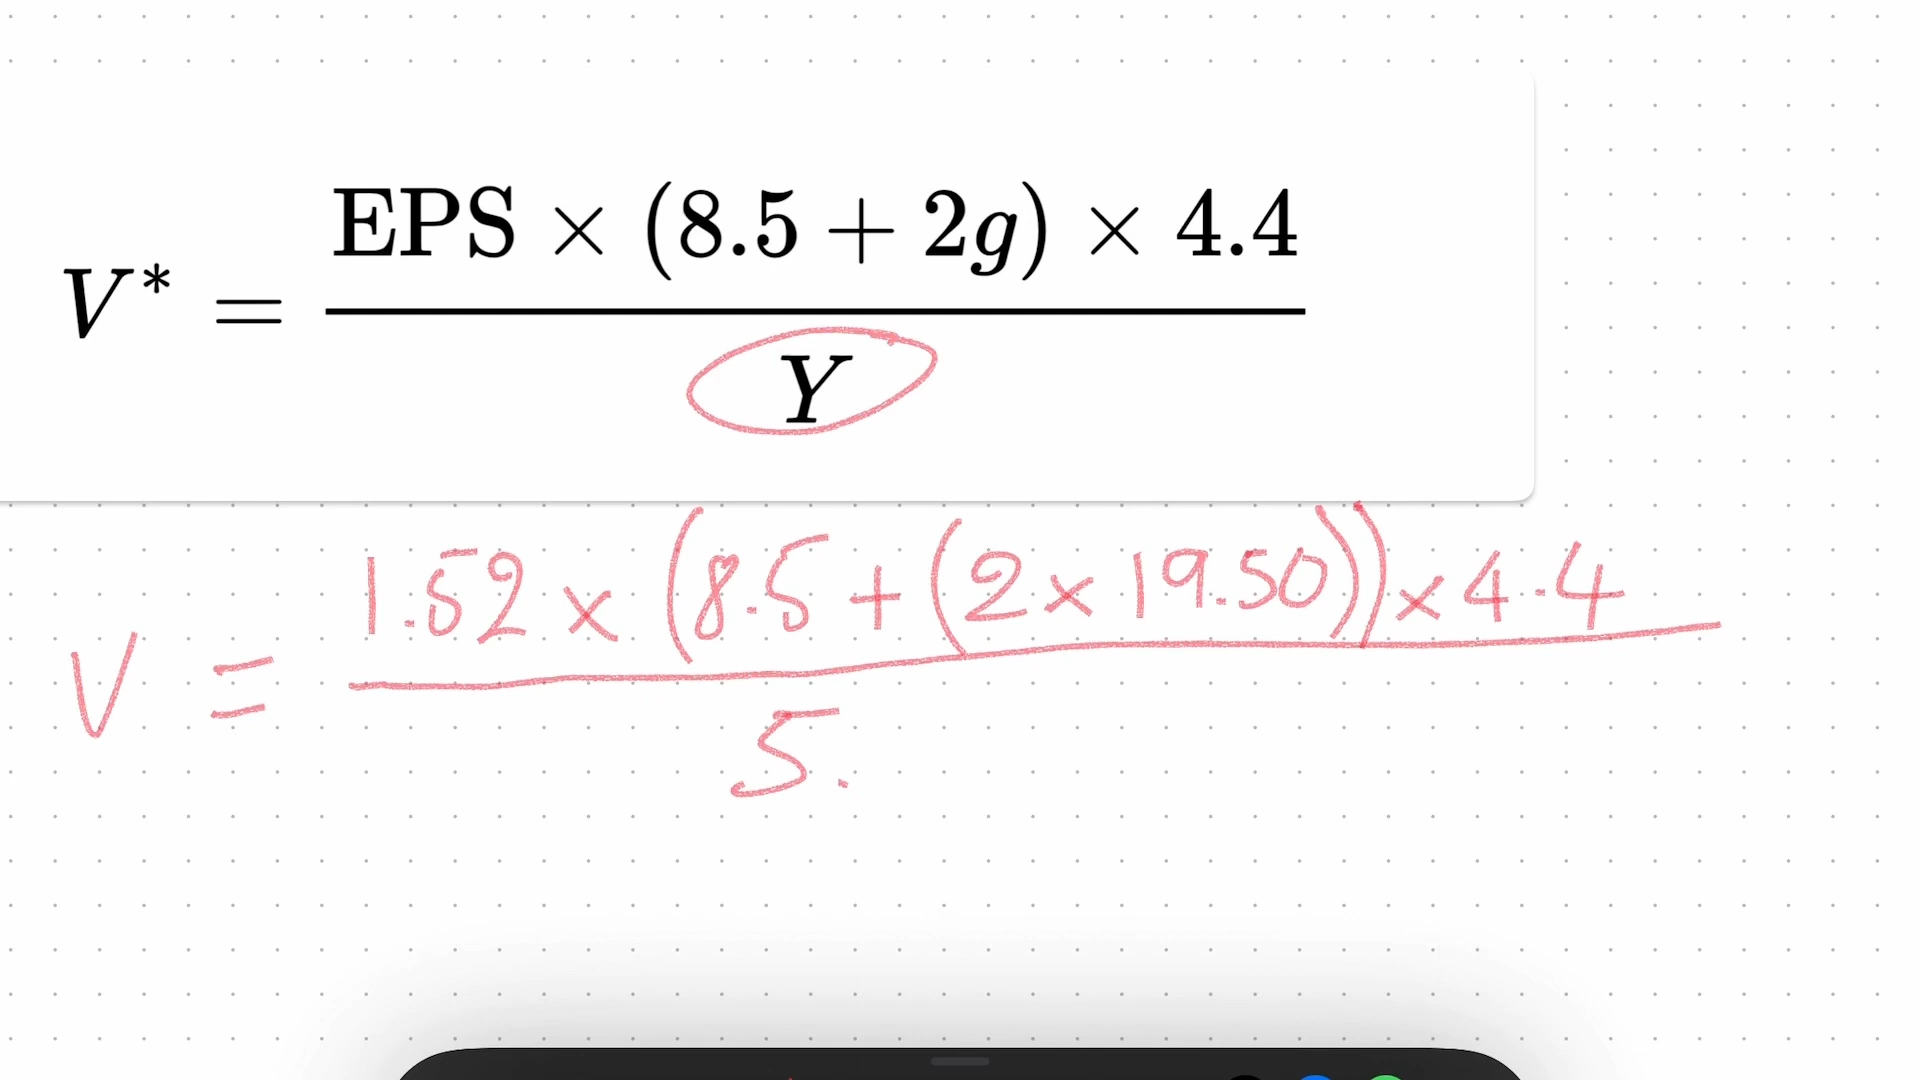 V* = EPS × (8.5 + 2g) × 4.4 / Y
V = 1.52 × (8.5 + (2 × 19.50)) × 4.4 / 5.